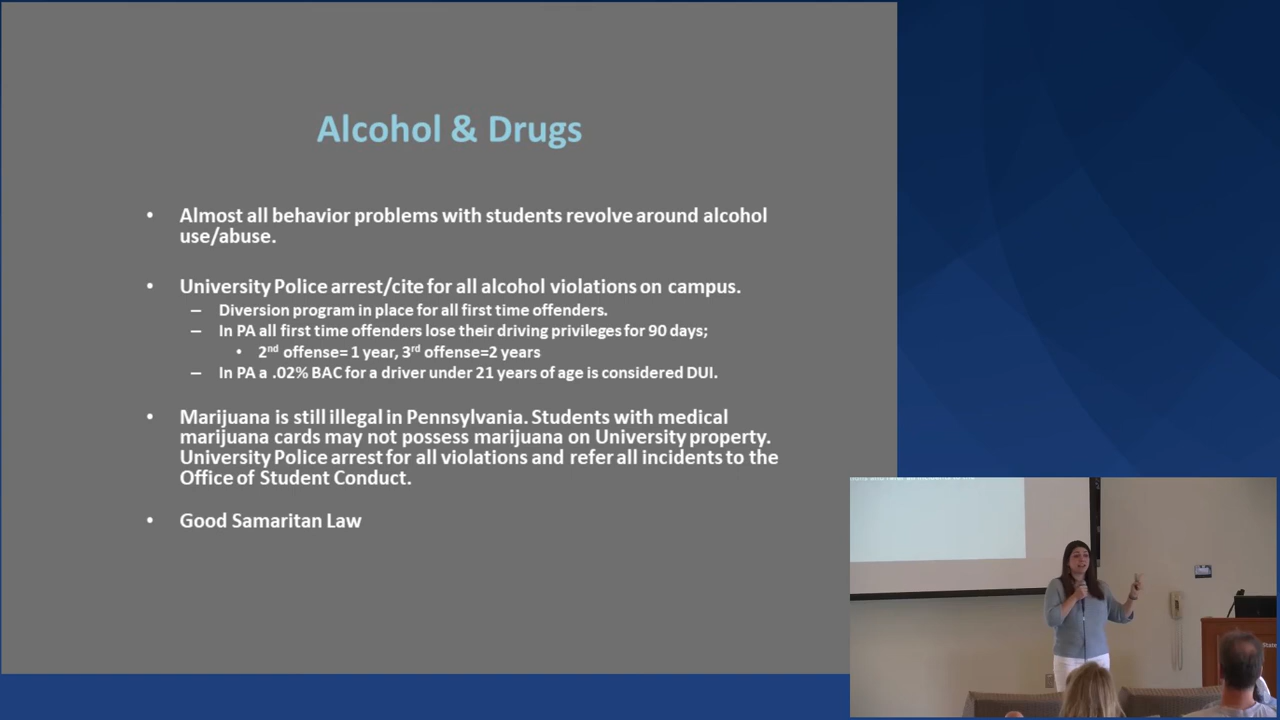 Alcohol & Drugs
• Almost all behavior problems with students revolve around alcohol
use/abuse.
• University Police arrest/cite for all alcohol violations on campus.
– Diversion program in place for all first time offenders.
– In PA all first time offenders lose their driving privileges for 90 days;
• 2nd offense= 1 year, 3rd offense=2 years
– In PA a .02% BAC for a driver under 21 years of age is considered DUI.
• Marijuana is still illegal in Pennsylvania. Students with medical
marijuana cards may not possess marijuana on University property.
University Police arrest for all violations and refer all incidents to the
Office of Student Conduct.
• Good Samaritan Law
State